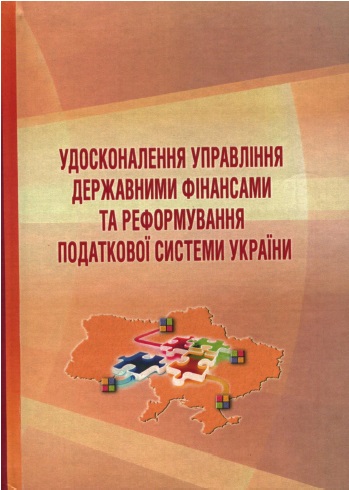 УДОСКОНАЛЕННЯ УПРАВЛІННЯ
ДЕРЖАВНИМИ ФІНАНСАМИ
ТА РЕФОРМУВАННЯ
ПОДАТКОВОЇ СИСТЕМИ УКРАЇНИ